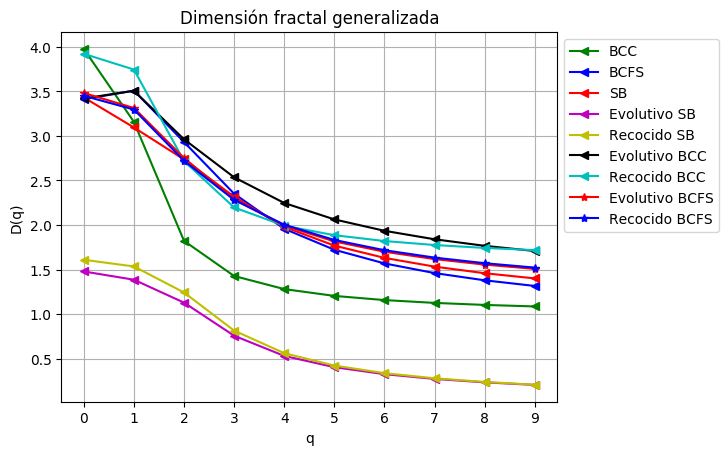 Dimensión fractal generalizada
D(q)
4.0
3.5
3.0
2.5
2.0
1.5
1.0
0.5
0 1 2 3 4 5 6 7 8 9
q
BCC
BCFS
SB
Evolutivo SB
Recocido SB
Evolutivo BCC
Recocido BCC
Evolutivo BCFS
Recocido BCFS